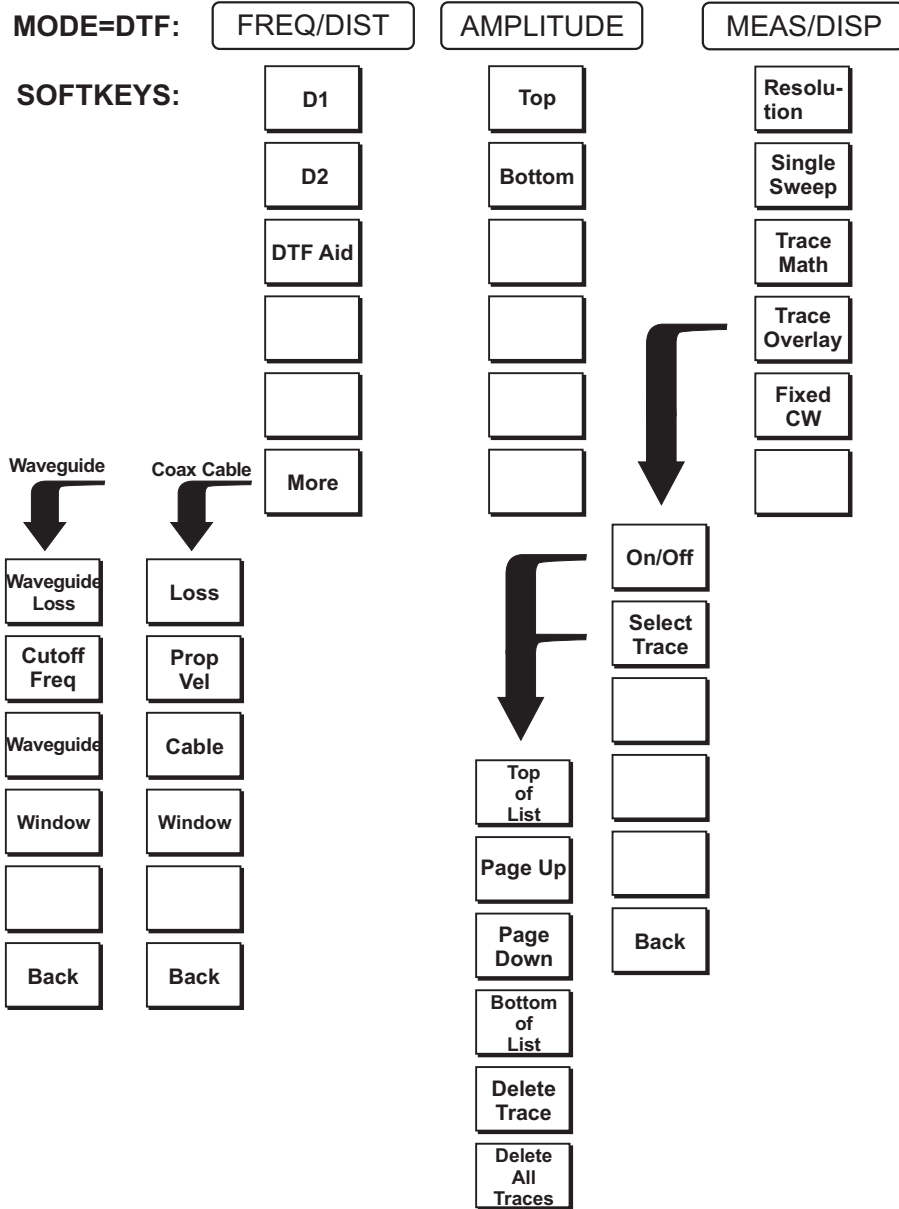 MODE=DTF: FREQ/DIST AMPLITUDE MEAS/DISP
SOFTKEYS:
D1
D2
DTF Aid
More
Waveguide
Waveguide
Loss
Cutoff
Freq
Waveguide
Window
Back
Coax Cable
Loss
Prop
Vel
Cable
Window
Back
Top
Bottom
Resolu-
tion
Single
Sweep
Trace
Math
Trace
Overlay
Fixed
CW
On/Off
Select
Trace
Back
Top
of
List
Page Up
Page
Down
Bottom
of
List
Delete
Trace
Delete
All
Traces